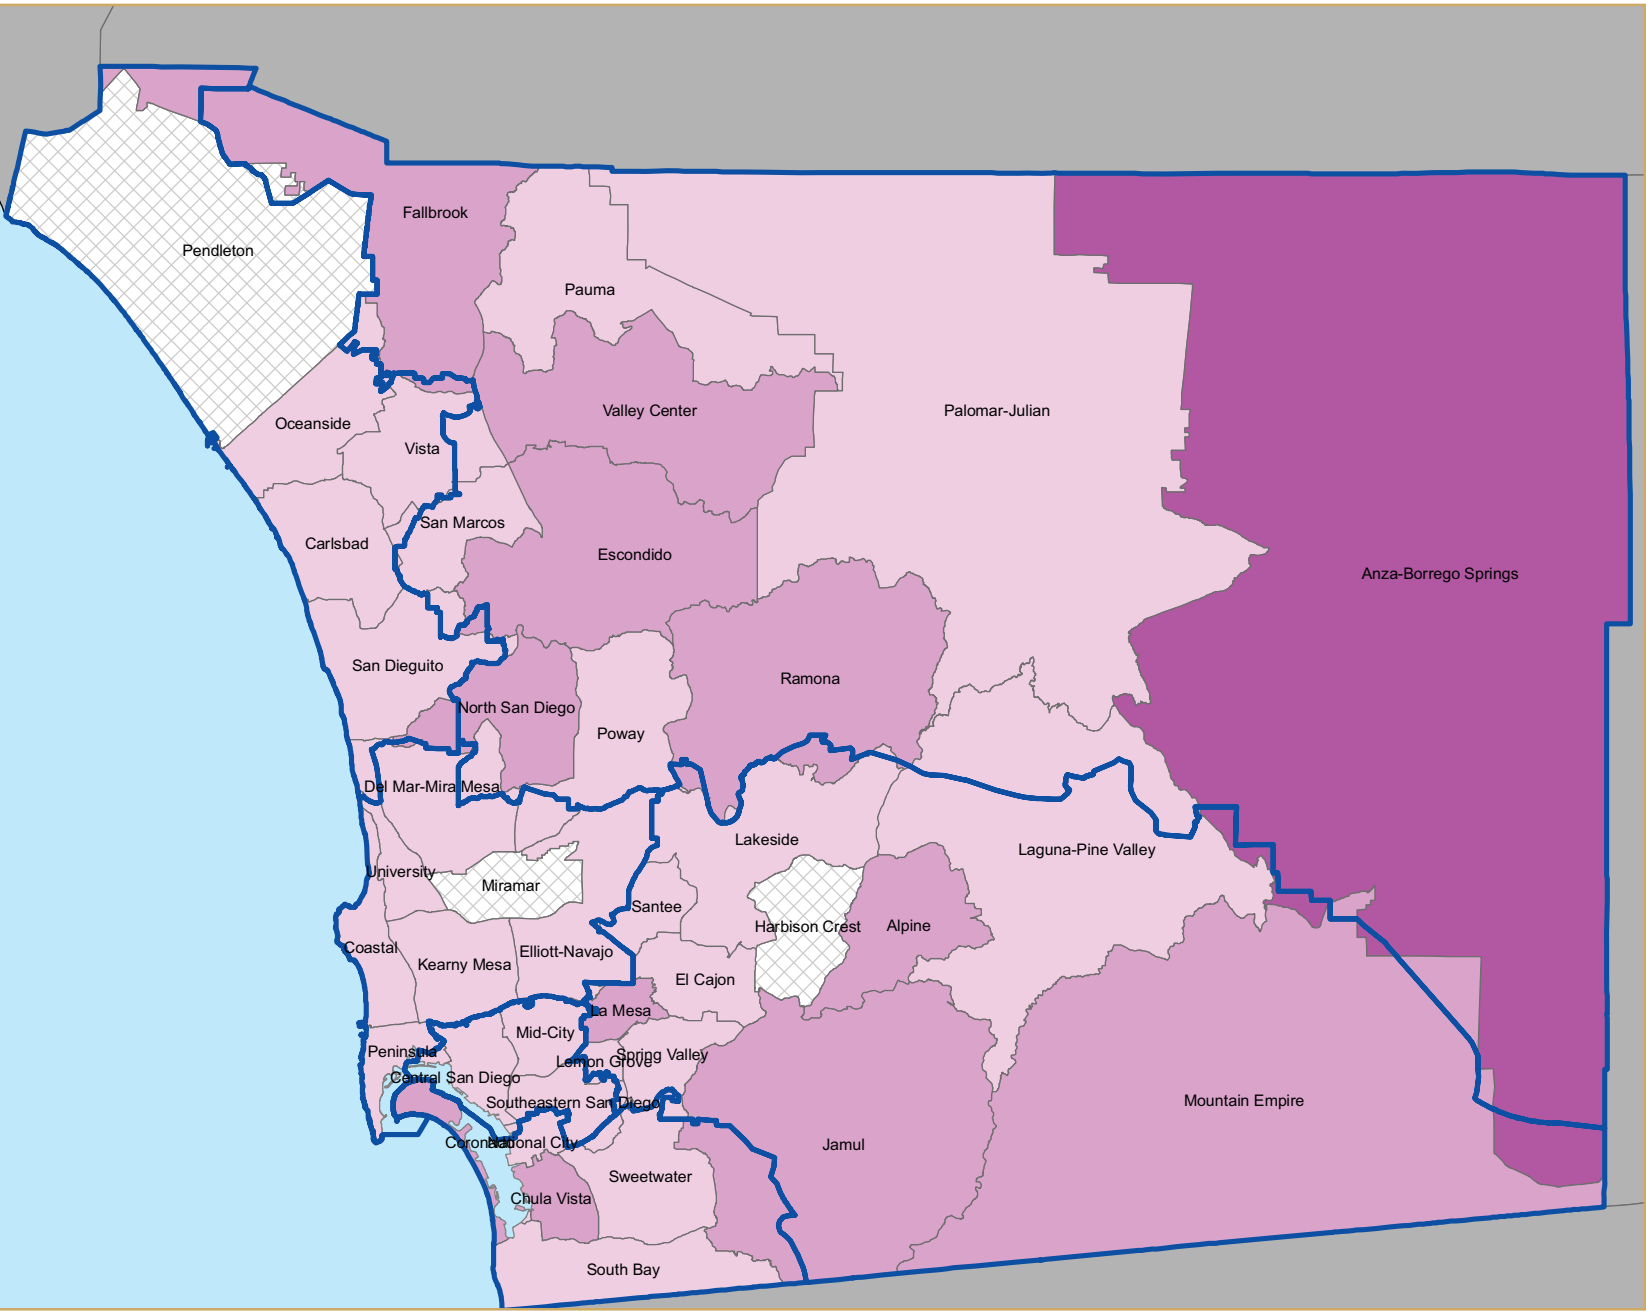 Fallbrook
Pendleton
Pauma
Valley Center
Palomar-Julian
Oceanside
Vista
San Marcos
Carlsbad
Escondido
Anza-Borrego Springs
San Dieguito
Ramona
North San Diego
Poway
Del Mar-Mira Mesa
Lakeside
Laguna-Pine Valley
University
Miramar
Santee
Harbison Crest
Alpine
Coastal
Elliott-Navajo
Kearny Mesa
El Cajon
La Mesa
Mid-City
Peninsula
Lemon Grove
Spring Valley
Central San Diego
Southeastern San Diego
Mountain Empire
Coronado
National City
Jamul
Sweetwater
Chula Vista
South Bay